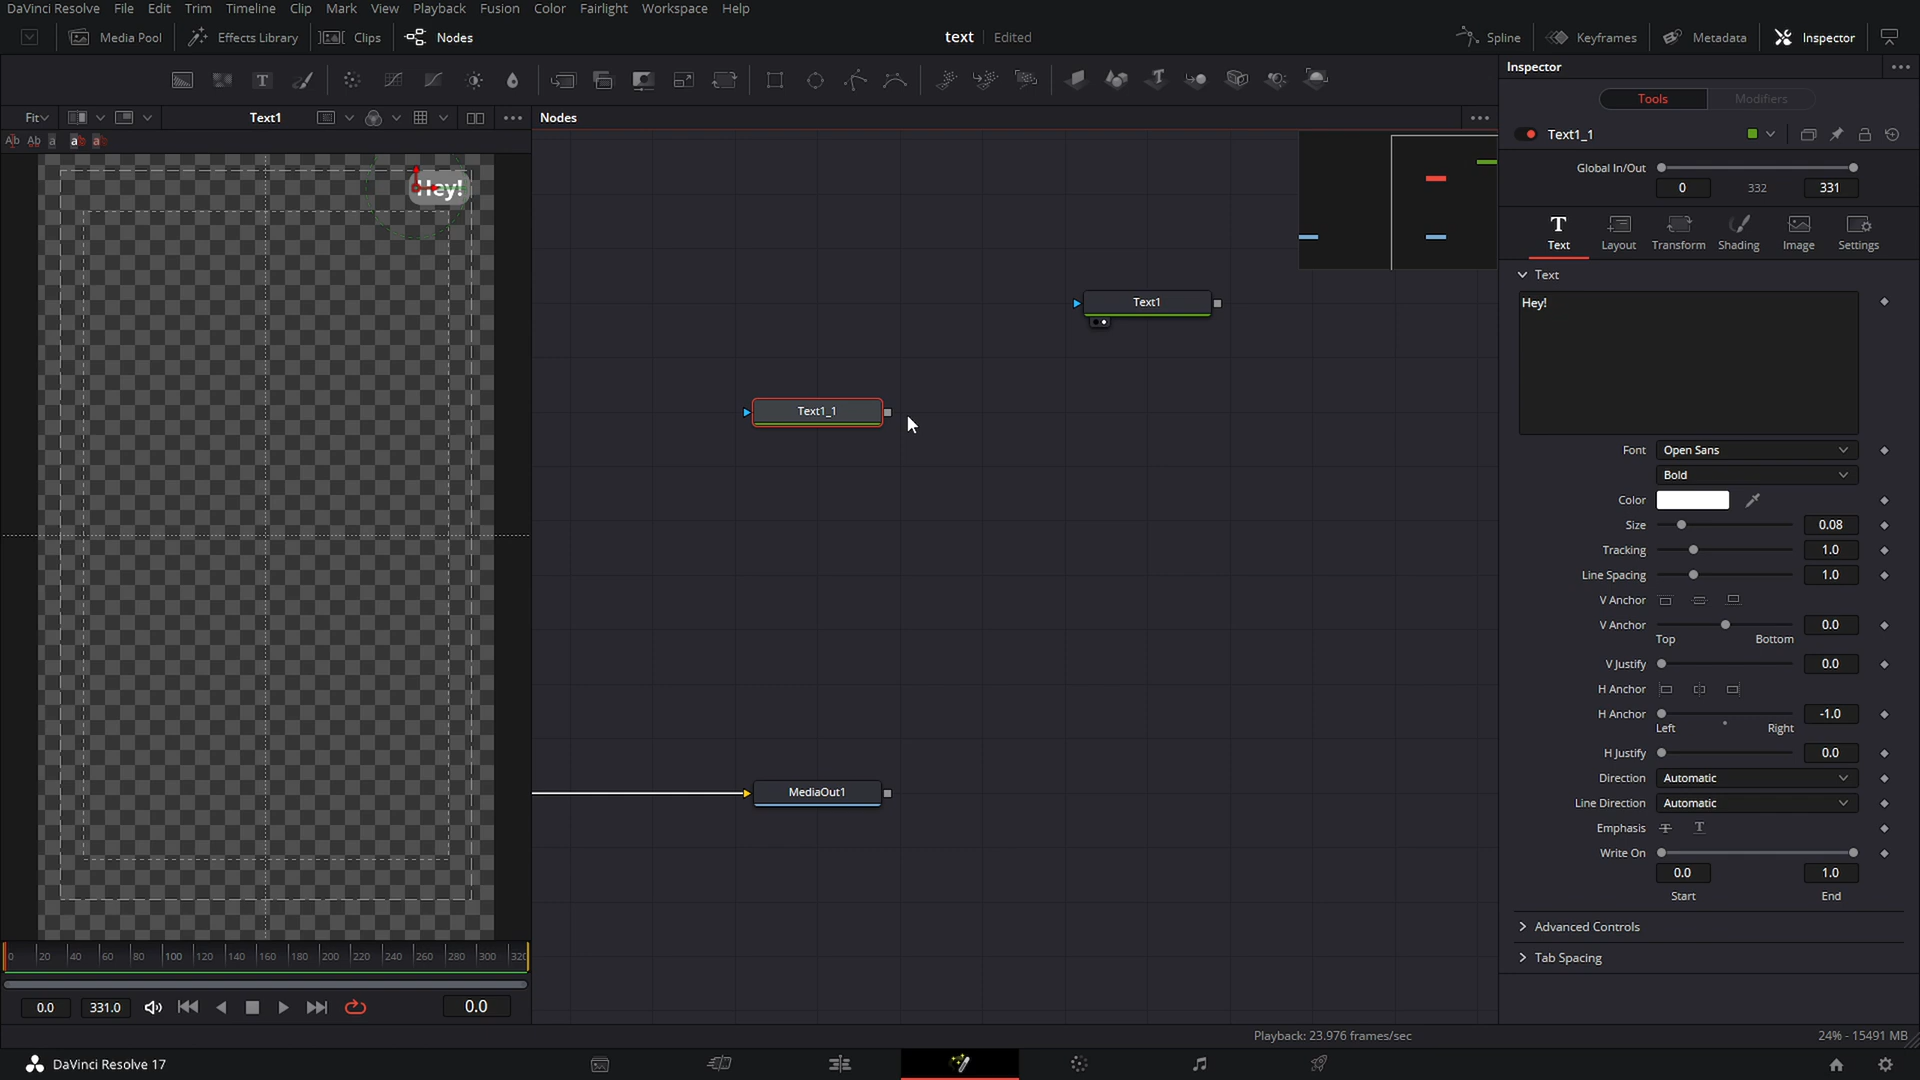 DaVinci Resolve File Edit Trim Timeline Clip Mark View Playback Fusion Color Fairlight Workspace Help
Media Pool Effects Library Clips Nodes text Edited Spline Keyframes Metadata Inspector
Inspector
Tools Modifiers
Fit Text1 Nodes
Text1_1
Hey!
Global In/Out
0 332 331
Text Layout Transform Shading Image Settings
Text
Hey!
Text1
Text1_1
MediaOut1
Font Open Sans
Bold
Color
Size 0.08
Tracking 1.0
Line Spacing 1.0
V Anchor
V Anchor 0.0
Top Bottom
V Justify 0.0
H Anchor
H Anchor -1.0
Left Right
H Justify 0.0
Direction Automatic
Line Direction Automatic
Emphasis
Write On
0.0 1.0
Start End
Advanced Controls
Tab Spacing
0 20 40 60 80 100 120 140 160 180 200 220 240 260 280 300
0.0 331.0 0.0
Playback: 23.976 frames/sec 24% - 15491 MB
DaVinci Resolve 17